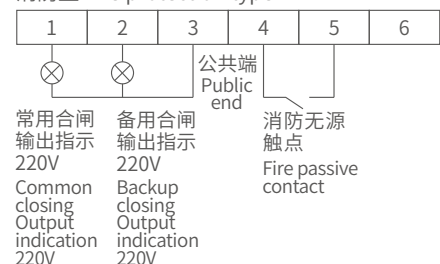 1 2 3 4 5 6
公共端
Public
end
常用合闸
输出指示
220V
Common
closing
Output
indication
220V
备用合闸
输出指示
220V
Backup
closing
Output
indication
220V
消防无源
触点
Fire passive
contact